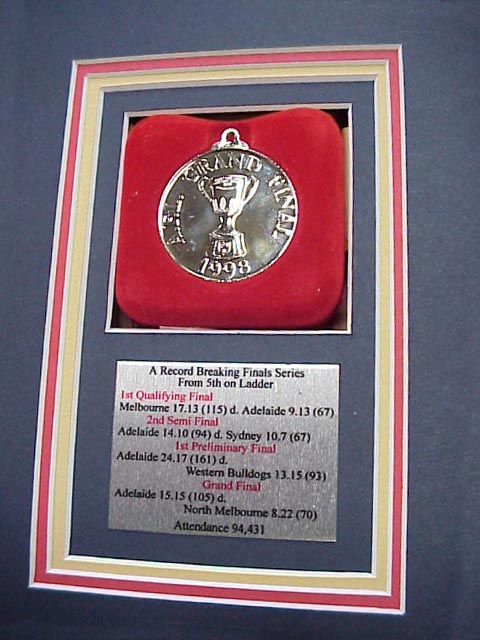 AFL GRAND FINAL
1998
A Record Breaking Finals Series
From 5th on Ladder
1st Qualifying Final
Melbourne 17.13 (115) d. Adelaide 9.13 (67)
2nd Semi Final
Adelaide 14.10 (94) d. Sydney 10.7 (67)
1st Preliminary Final
Adelaide 24.17 (161) d.
Western Bulldogs 13.15 (93)
Grand Final
Adelaide 15.15 (105) d.
North Melbourne 8.22 (70)
Attendance 94,431